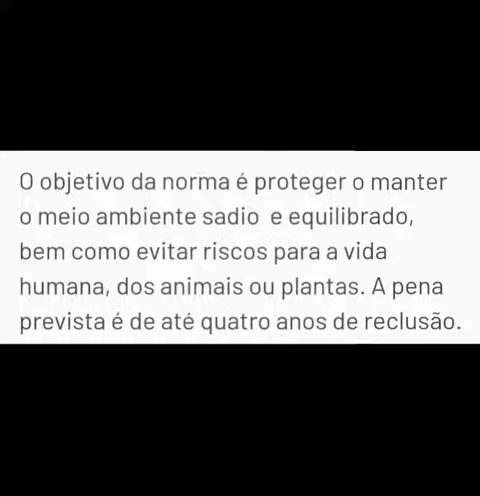 O objetivo da norma é proteger o manter
o meio ambiente sadio e equilibrado,
bem como evitar riscos para a vida
humana, dos animais ou plantas. A pena
prevista é de até quatro anos de reclusão.